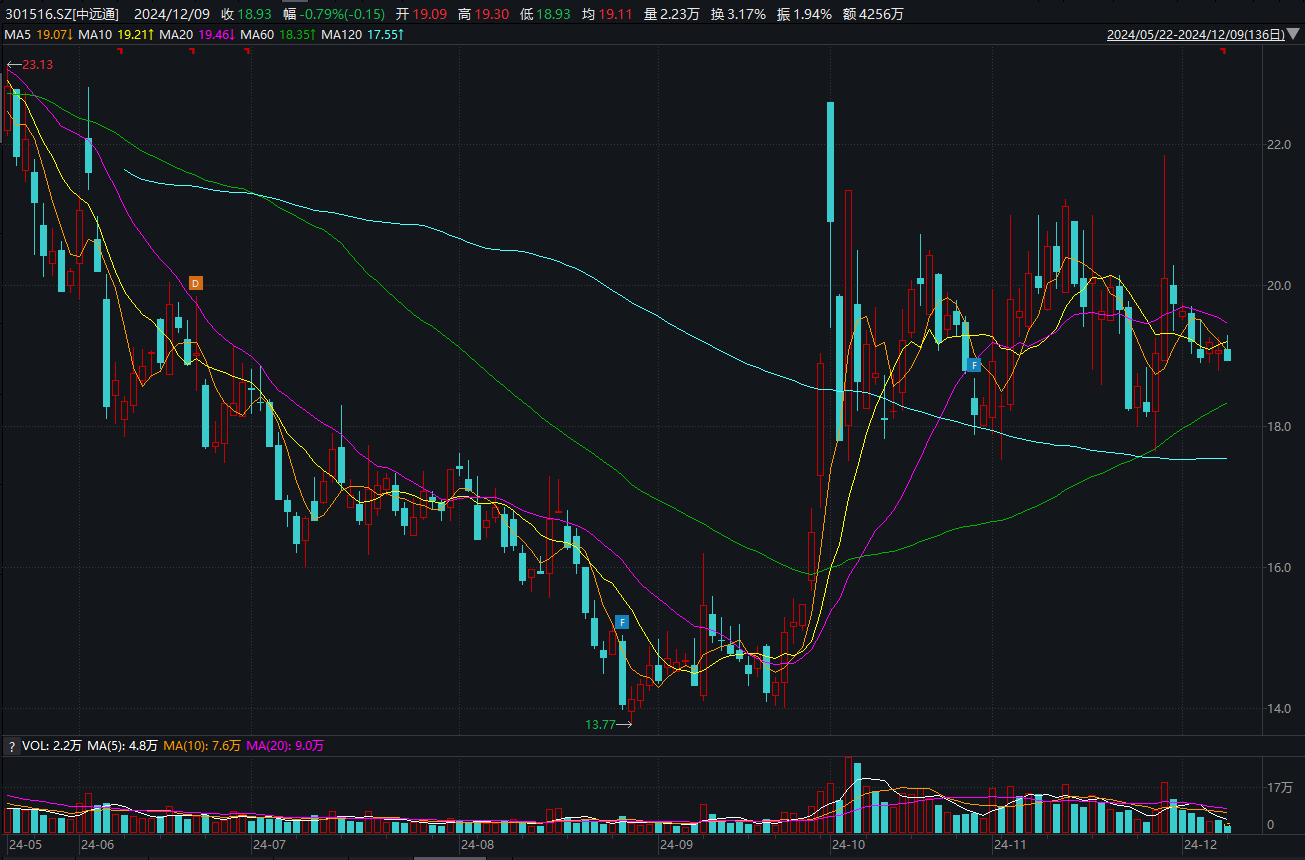 301516.SZ[中远通] 2024/12/09 收 18.93 幅 -0.79%(-0.15) 开 19.09 高 19.30 低 18.93 均 19.11 量 2.23万 换 3.17% 振 1.94% 额 4256万
MA5 19.07↓ MA10 19.21↑ MA20 19.46↓ MA60 18.35↑ MA120 17.55↑ 2024/05/22-2024/12/09(136日)▼
←23.13
22.0
D
20.0
F
18.0
16.0
F
14.0
13.77→
? VOL: 2.2万 MA(5): 4.8万 MA(10): 7.6万 MA(20): 9.0万
17万
0
24-05 24-06 24-07 24-08 24-09 24-10 24-11 24-12